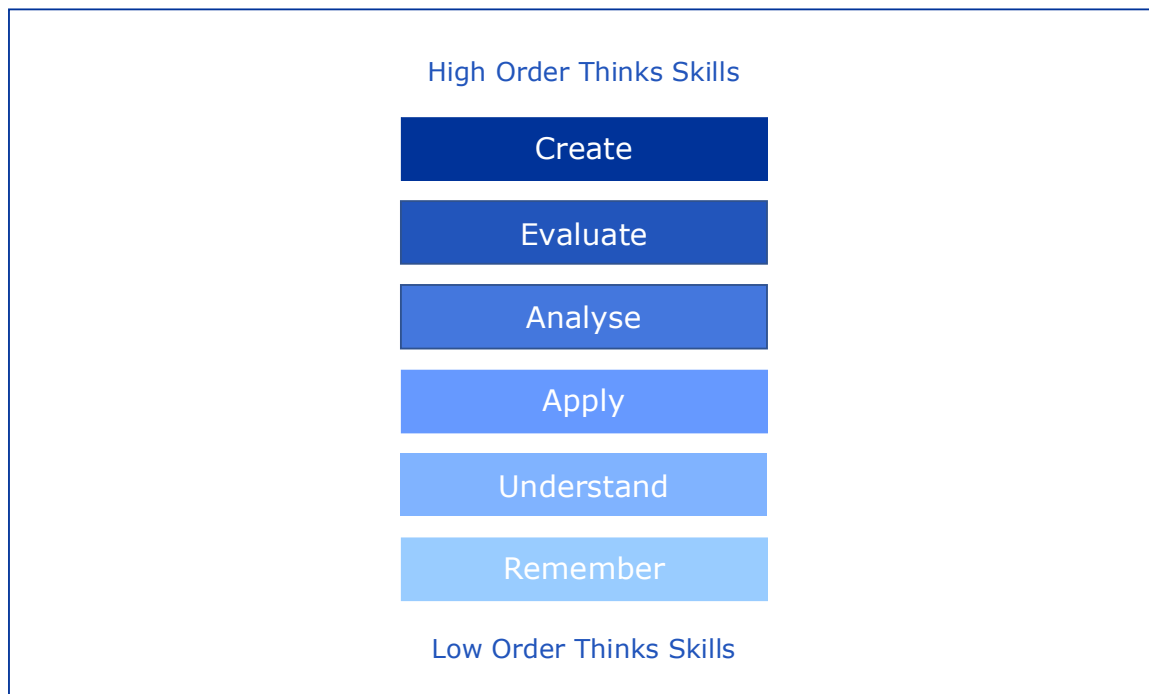 High Order Thinks Skills
Create
Evaluate
Analyse
Apply
Understand
Remember
Low Order Thinks Skills